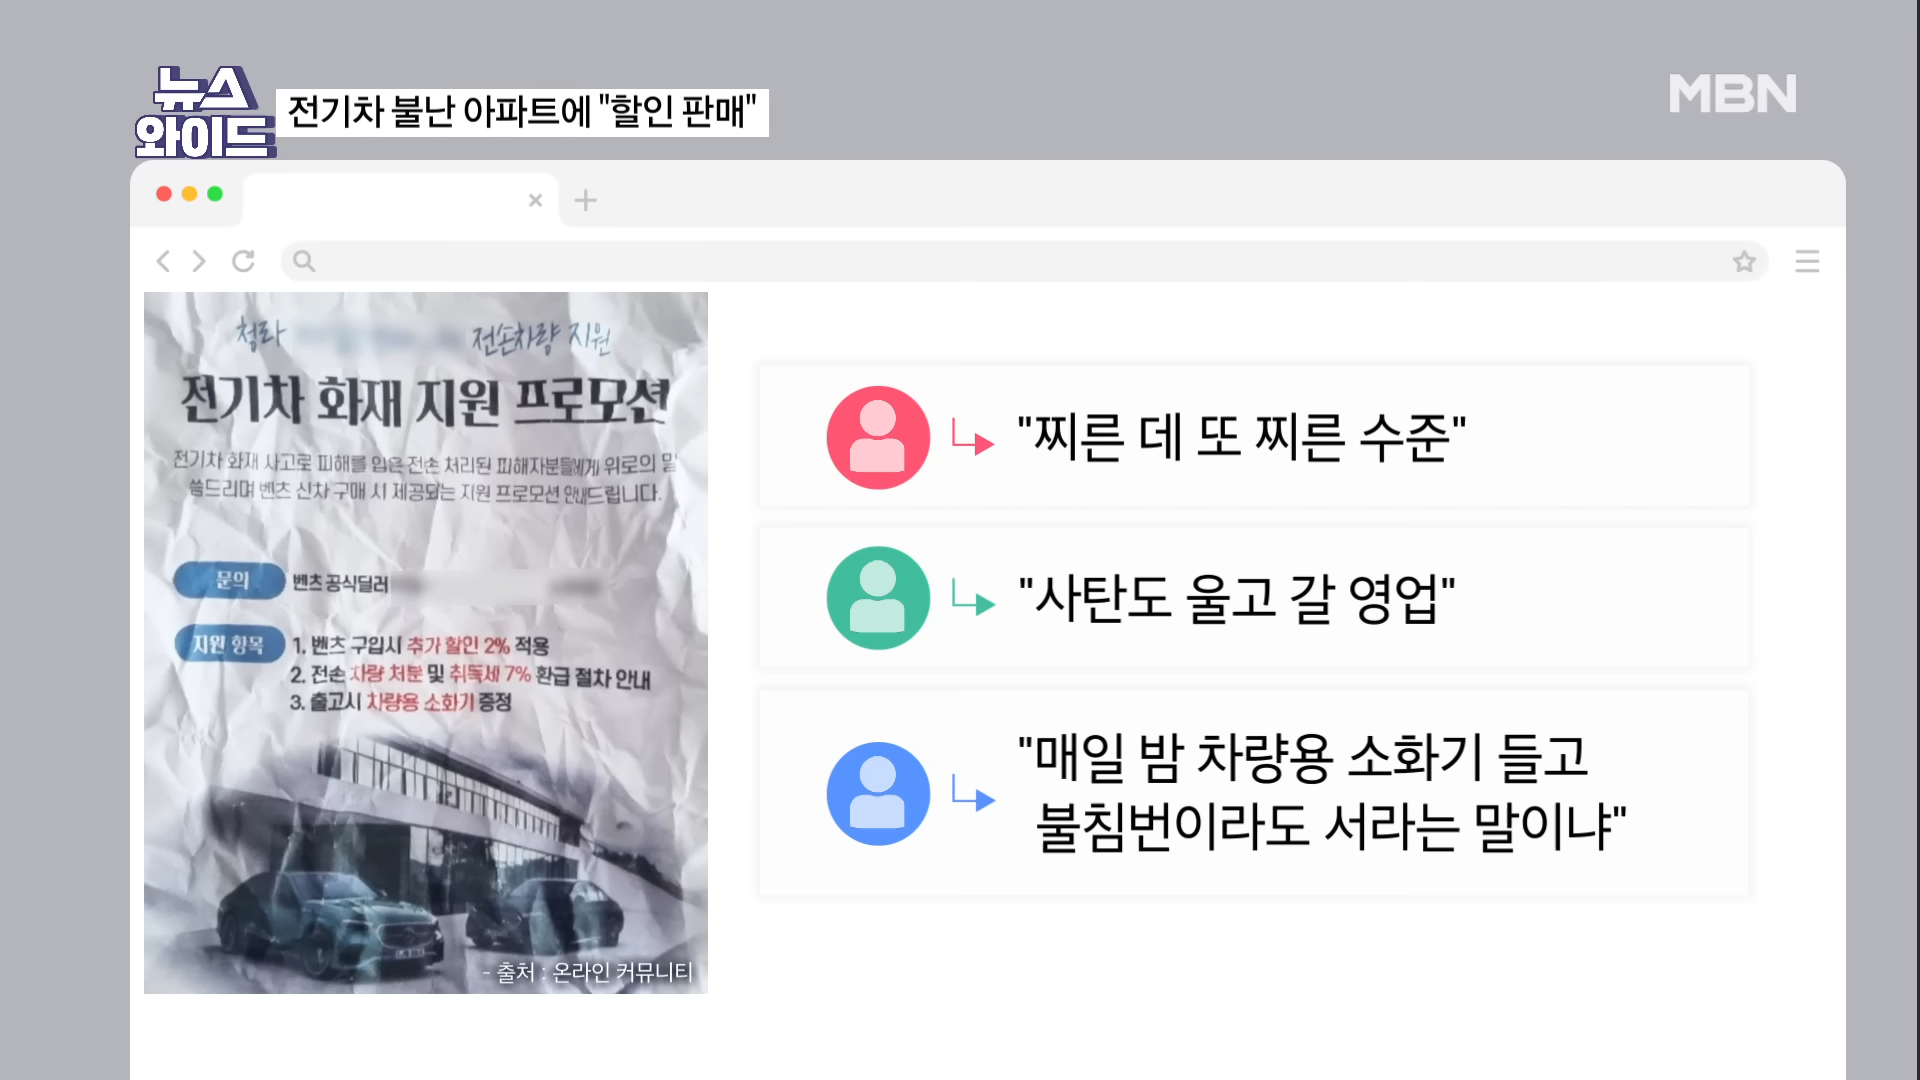 뉴스
와이드
전기차 불난 아파트에 "할인 판매"
MBN
청라 전손차량 지원
전기차 화재 지원 프로모션
전기차 화재 사고로 피해를 입은 전손 처리된 피해자분들에게 위로의 말
씀드리며 벤츠 신차 구매 시 제공되는 지원 프로모션 안내드립니다.
문의 벤츠 공식딜러
지원 항목 1. 벤츠 구입시 추가 할인 2% 적용
2. 전손 차량 처분 및 취득세 7% 환급 절차 안내
3. 출고시 차량용 소화기 증정
- 출처 : 온라인 커뮤니티
"찌른 데 또 찌른 수준"
"사탄도 울고 갈 영업"
"매일 밤 차량용 소화기 들고
불침번이라도 서라는 말이냐"